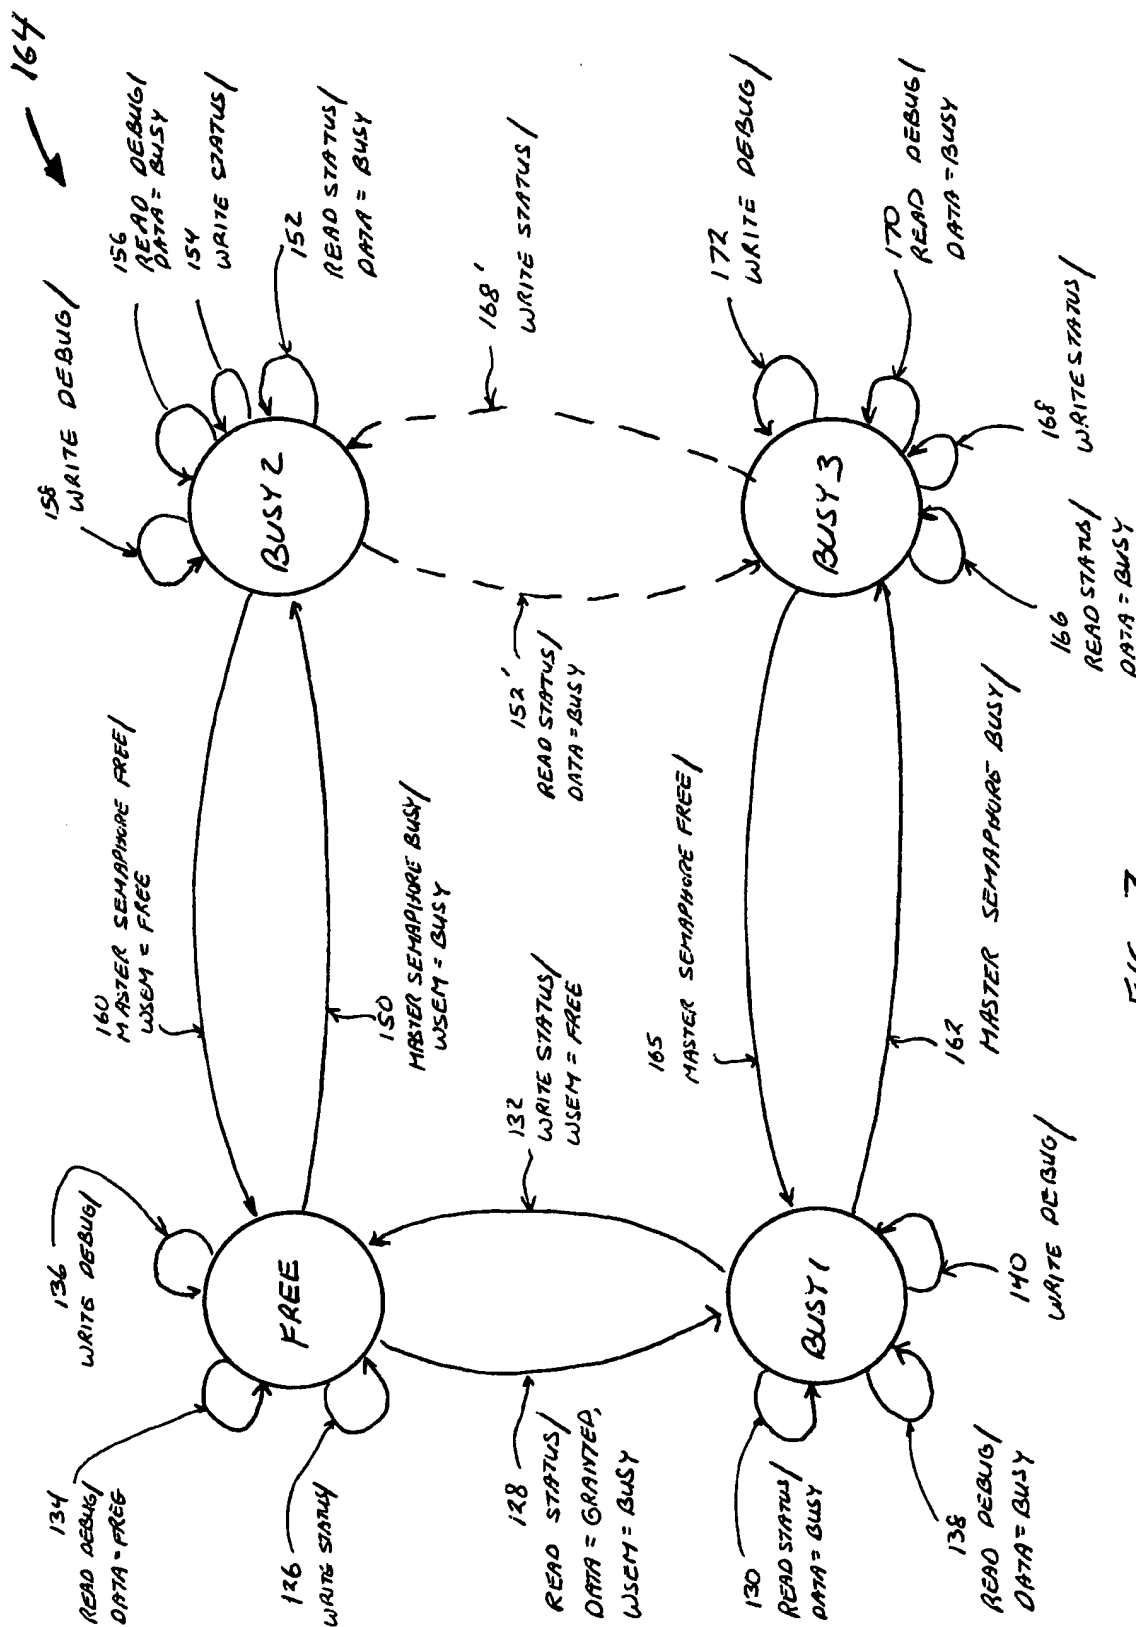 164
136
WRITE DEBUG/
134
READ DEBUG/
DATA = FREE
126
WRITE STATUS/
FREE
160
MASTER SEMAPHORE FREE/
WSEM = FREE
150
MASTER SEMAPHORE BUSY/
WSEM = BUSY
158
WRITE DEBUG/
156
READ DEBUG/
DATA = BUSY
154
WRITE STATUS/
152
READ STATUS/
DATA = BUSY
BUSY 2
128
READ STATUS/
DATA = GRANTED,
WSEM = BUSY
132
WRITE STATUS/
WSEM = FREE
152'
READ STATUS/
DATA = BUSY
168'
WRITE STATUS/
165
MASTER SEMAPHORE FREE/
162
MASTER SEMAPHORE BUSY/
BUSY 1
130
READ STATUS/
DATA = BUSY
138
READ DEBUG/
DATA = BUSY
140
WRITE DEBUG/
BUSY 3
172
WRITE DEBUG/
170
READ DEBUG/
DATA = BUSY
168
WRITE STATUS/
166
READ STATUS/
DATA = BUSY